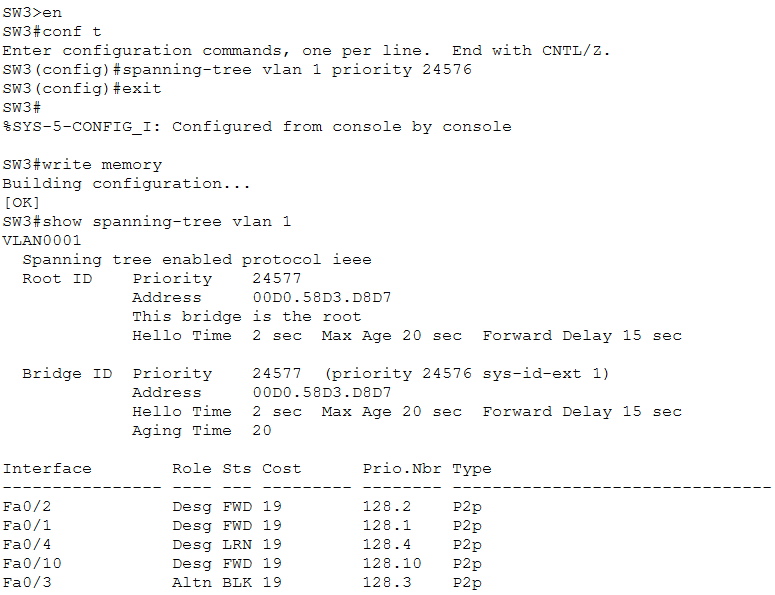 SW3>en
SW3#conf t
Enter configuration commands, one per line.  End with CNTL/Z.
SW3(config)#spanning-tree vlan 1 priority 24576
SW3(config)#exit
SW3#
%SYS-5-CONFIG_I: Configured from console by console

SW3#write memory
Building configuration...
[OK]
SW3#show spanning-tree vlan 1
VLAN0001
  Spanning tree enabled protocol ieee
  Root ID    Priority    24577
             Address     00D0.58D3.D8D7
             This bridge is the root
             Hello Time  2 sec  Max Age 20 sec  Forward Delay 15 sec

  Bridge ID  Priority    24577  (priority 24576 sys-id-ext 1)
             Address     00D0.58D3.D8D7
             Hello Time  2 sec  Max Age 20 sec  Forward Delay 15 sec
             Aging Time  20

Interface        Role Sts Cost      Prio.Nbr Type
---------------- ---- --- --------- -------- --------------------------------
Fa0/2            Desg FWD 19        128.2    P2p
Fa0/1            Desg FWD 19        128.1    P2p
Fa0/4            Desg LRN 19        128.4    P2p
Fa0/10           Desg FWD 19        128.10   P2p
Fa0/3            Altn BLK 19        128.3    P2p